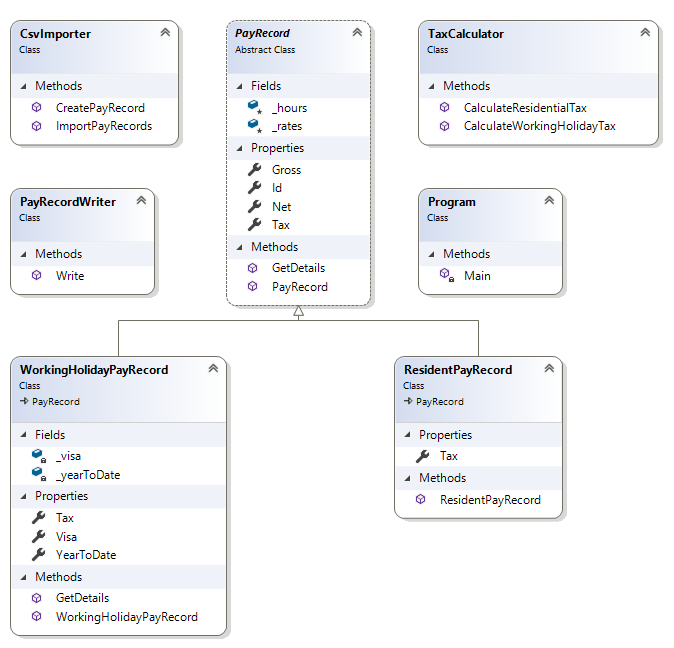 CsvImporter
Class
Methods
CreatePayRecord
ImportPayRecords
PayRecord
Abstract Class
Fields
_hours
_rates
Properties
Gross
Id
Net
Tax
Methods
GetDetails
PayRecord
TaxCalculator
Class
Methods
CalculateResidentialTax
CalculateWorkingHolidayTax
PayRecordWriter
Class
Methods
Write
Program
Class
Methods
Main
WorkingHolidayPayRecord
Class
PayRecord
Fields
_visa
_yearToDate
Properties
Tax
Visa
YearToDate
Methods
GetDetails
WorkingHolidayPayRecord
ResidentPayRecord
Class
PayRecord
Properties
Tax
Methods
ResidentPayRecord